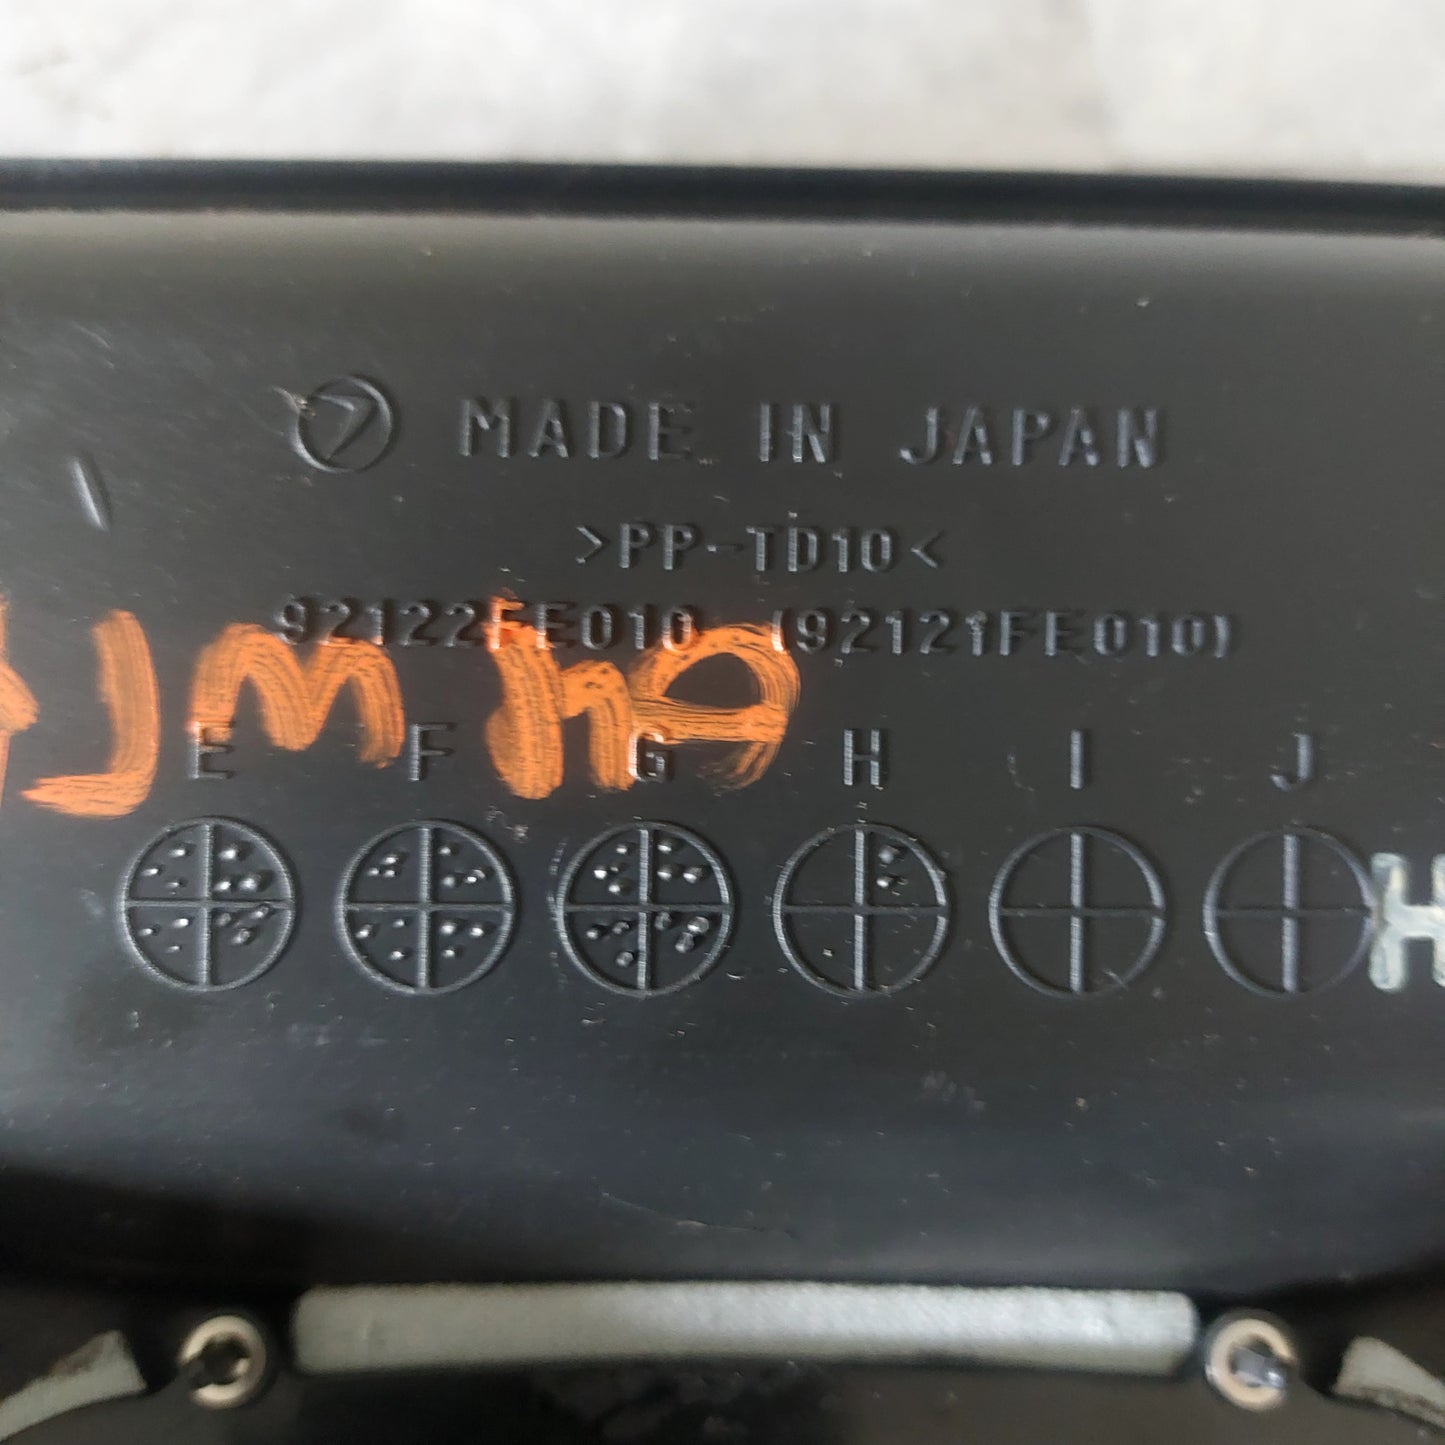 MADE IN JAPAN
>PP-TD10<
92122FE010 (92121FE010)
E F G H I J
H